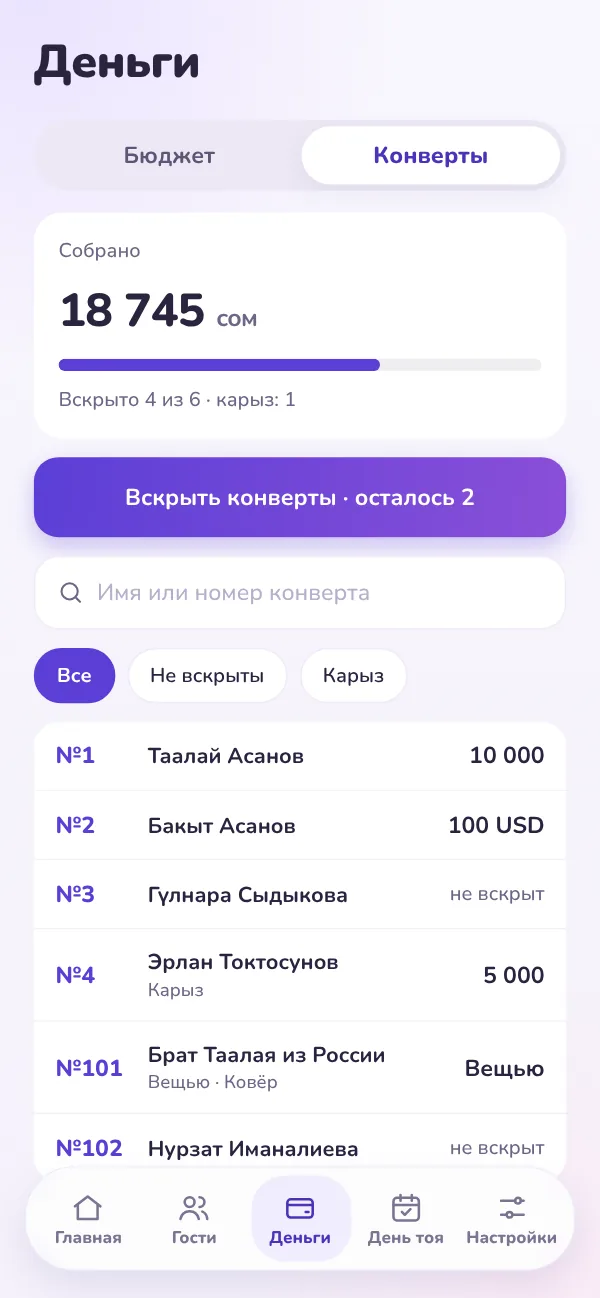 Деньги
Бюджет
Конверты
Собрано
18 745 сом
Вскрыто 4 из 6 · карыз: 1
Вскрыть конверты · осталось 2
Имя или номер конверта
Все
Не вскрыты
Карыз
№1 Таалай Асанов 10 000
№2 Бакыт Асанов 100 USD
№3 Гүлнара Сыдыкова не вскрыт
№4 Эрлан Токтосунов 5 000
Карыз
№101 Брат Таалая из России Вещью
Вещью · Ковёр
№102 Нурзат Иманалиева не вскрыт
Главная
Гости
Деньги
День тоя
Настройки